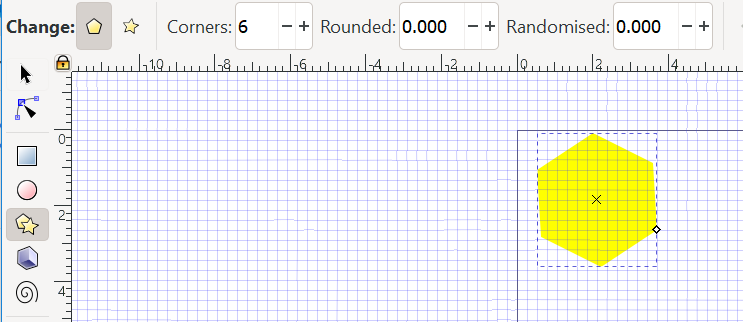 Change: Corners: 6 − + Rounded: 0.000 − + Randomised: 0.000 − +
-10 -8 -6 -4 -2 0 2 4
0
2
4